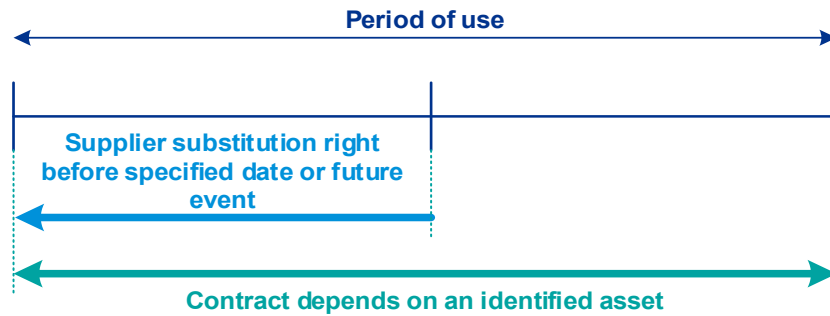 Period of use
Supplier substitution right
before specified date or future
event
Contract depends on an identified asset